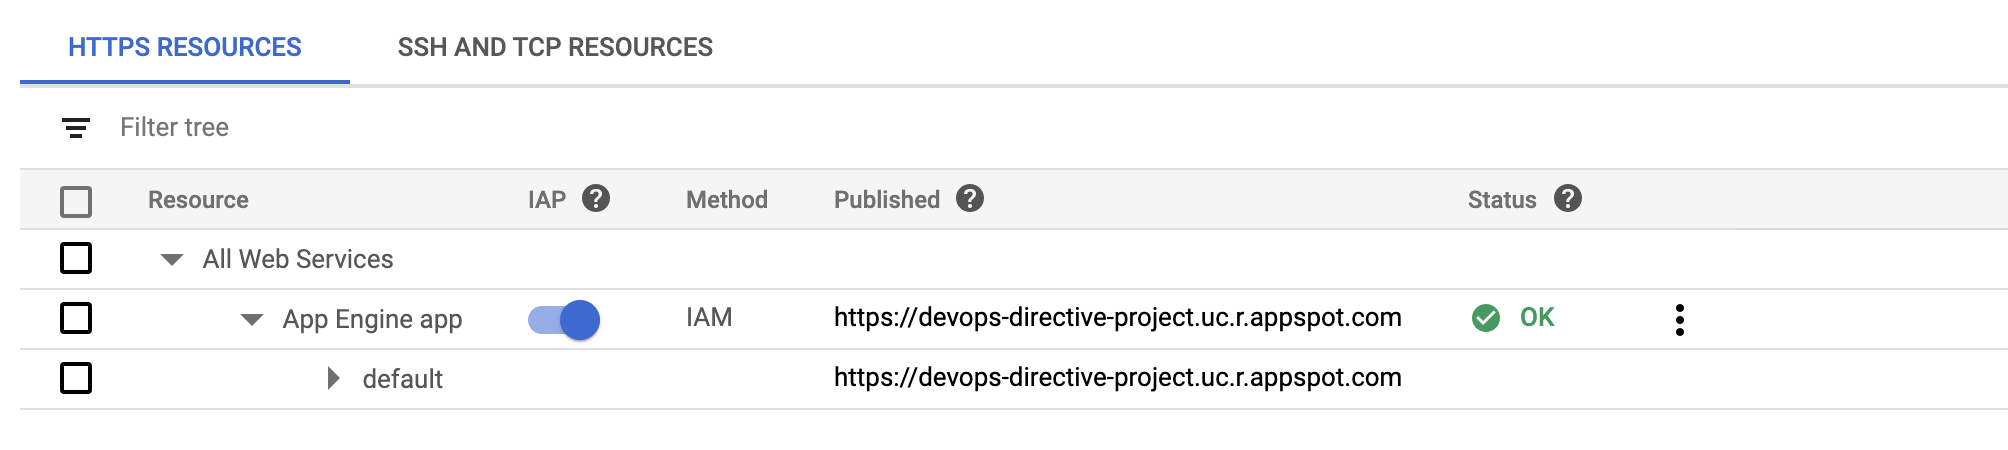 HTTPS RESOURCES SSH AND TCP RESOURCES
Filter tree
Resource IAP ? Method Published ? Status ?
All Web Services
App Engine app IAM https://devops-directive-project.uc.r.appspot.com OK
default https://devops-directive-project.uc.r.appspot.com